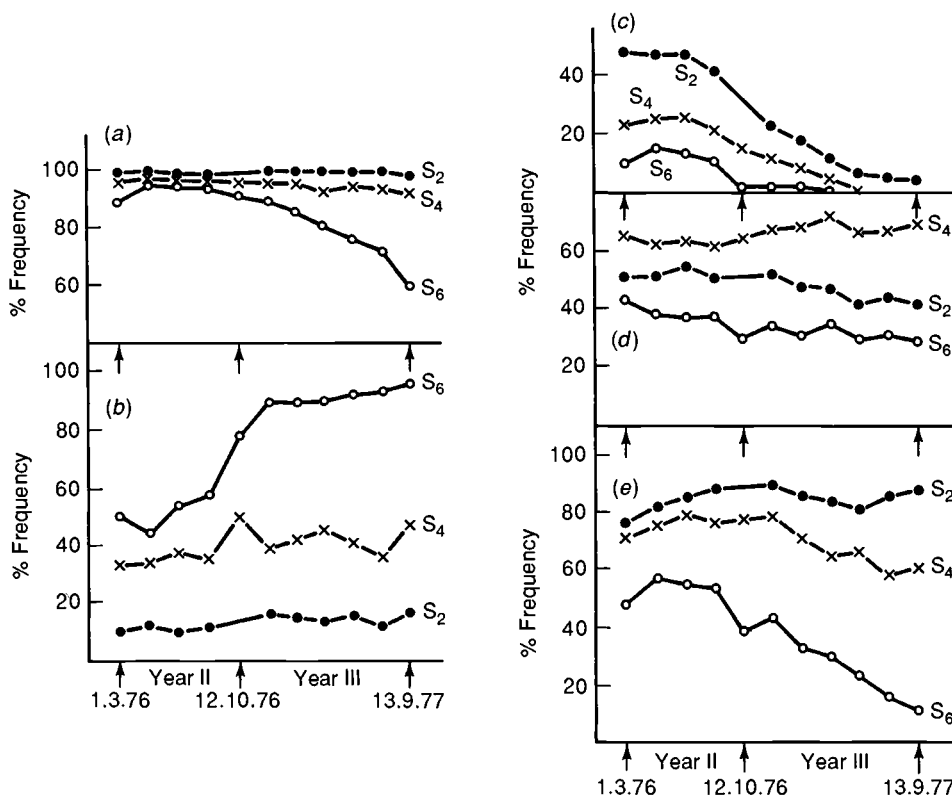 (a)
% Frequency
100
80
60
S2
S4
S6
(b)
% Frequency
100
80
60
40
20
S6
S4
S2
Year II Year III
1.3.76 12.10.76 13.9.77
(c)
% Frequency
40
20
S2
S4
S6
(d)
% Frequency
60
40
20
S4
S2
S6
(e)
% Frequency
100
80
60
40
20
S2
S4
S6
Year II Year III
1.3.76 12.10.76 13.9.77